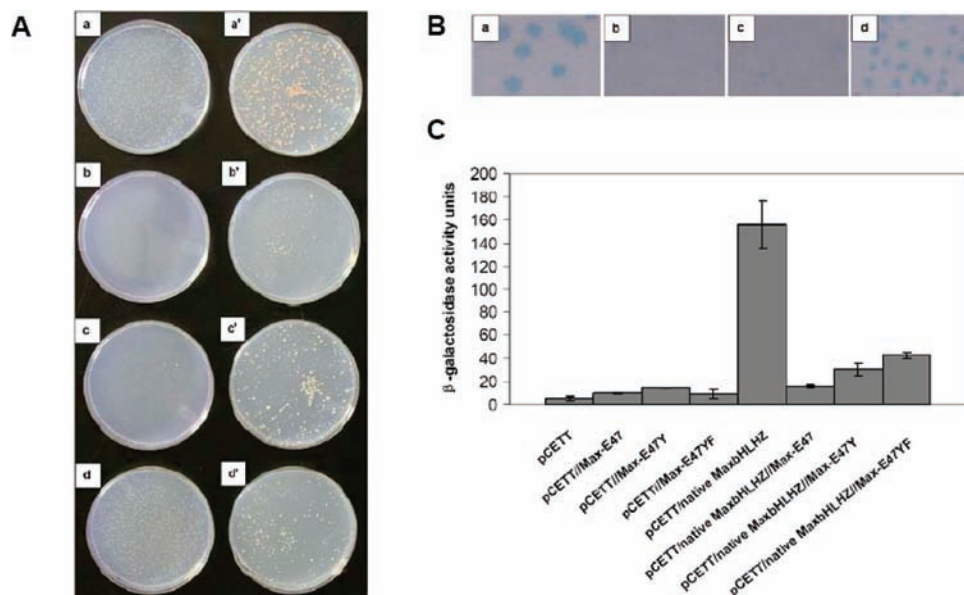 A
a
a'
b
b'
c
c'
d
d'
B
a
b
c
d
C
β-galactosidase activity units
200
180
160
140
120
100
80
60
40
20
0
pCETT
pCETT//Max-E47
pCETT//Max-E47Y
pCETT//Max-E47YF
pCETT/native MaxbHLHZ
pCETT/native MaxbHLHZ//Max-E47
pCETT/native MaxbHLHZ//Max-E47Y
pCETT/native MaxbHLHZ//Max-E47YF